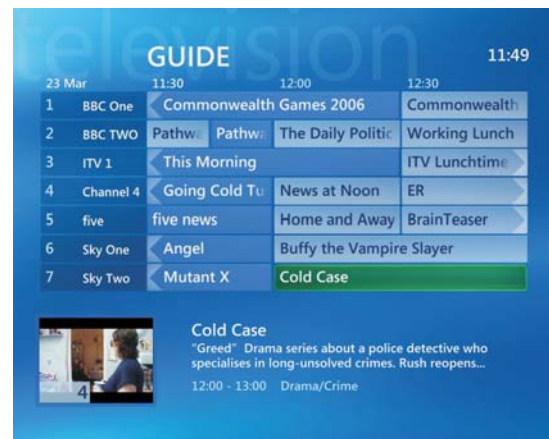 television
GUIDE 11:49
23 Mar 11:30 12:00 12:30
1 BBC One Commonwealth Games 2006 Commonwealth
2 BBC TWO Pathwa Pathwa The Daily Politic Working Lunch
3 ITV 1 This Morning ITV Lunchtime
4 Channel 4 Going Cold Tu News at Noon ER
5 five five news Home and Away BrainTeaser
6 Sky One Angel Buffy the Vampire Slayer
7 Sky Two Mutant X Cold Case
Cold Case
"Greed" Drama series about a police detective who
specialises in long-unsolved crimes. Rush reopens...
12:00 - 13:00 Drama/Crime
4